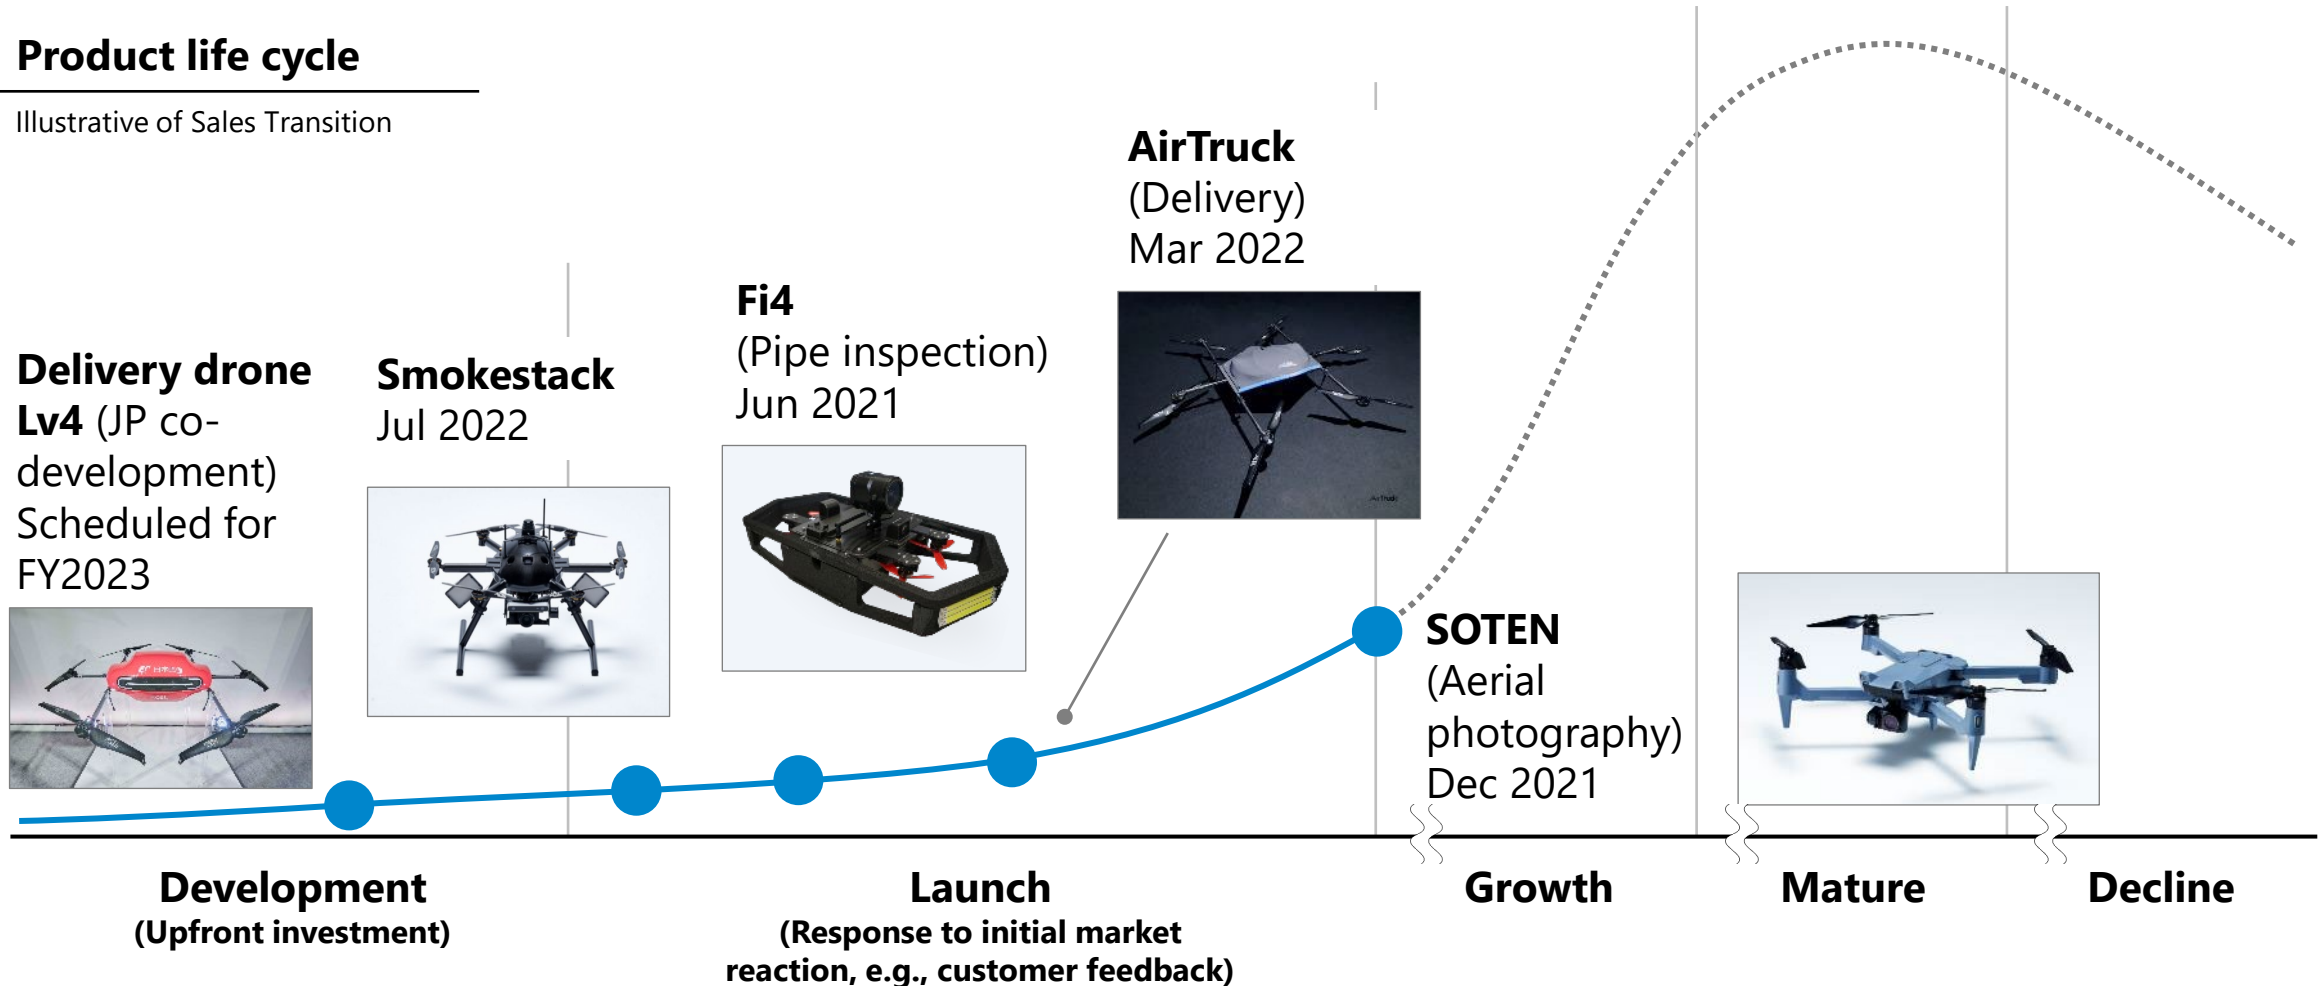 Product life cycle
Illustrative of Sales Transition
AirTruck
(Delivery)
Mar 2022
Fi4
(Pipe inspection)
Jun 2021
Delivery drone
Lv4 (JP co-
development)
Scheduled for
FY2023
Smokestack
Jul 2022
AirTruck
SOTEN
(Aerial
photography)
Dec 2021
Development
(Upfront investment)
Launch
(Response to initial market
reaction, e.g., customer feedback)
Growth
Mature
Decline